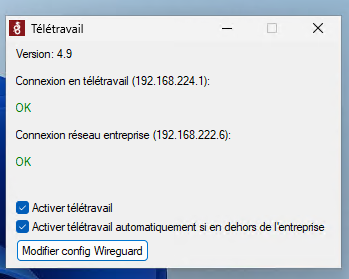 Télétravail
Version: 4.9
Connexion en télétravail (192.168.224.1):
OK
Connexion réseau entreprise (192.168.222.6):
OK
Activer télétravail
Activer télétravail automatiquement si en dehors de l'entreprise
Modifier config Wireguard